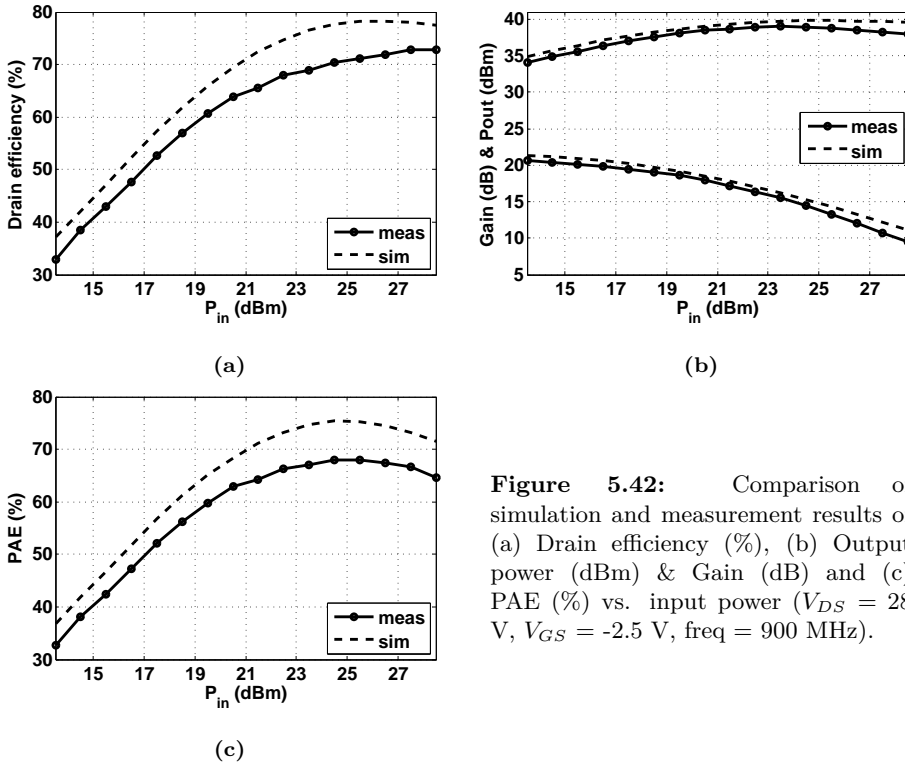 80
70
60
50
40
30
Drain efficiency (%)
meas
sim
15 17 19 21 23 25 27
P_in (dBm)
(a)
40
35
30
25
20
15
10
5
Gain (dB) & Pout (dBm)
meas
sim
15 17 19 21 23 25 27
P_in (dBm)
(b)
80
70
60
50
40
30
PAE (%)
meas
sim
15 17 19 21 23 25 27
P_in (dBm)
(c)
Figure 5.42: Comparison o
simulation and measurement results o
(a) Drain efficiency (%), (b) Output
power (dBm) & Gain (dB) and (c)
PAE (%) vs. input power (V_DS = 28
V, V_GS = -2.5 V, freq = 900 MHz).